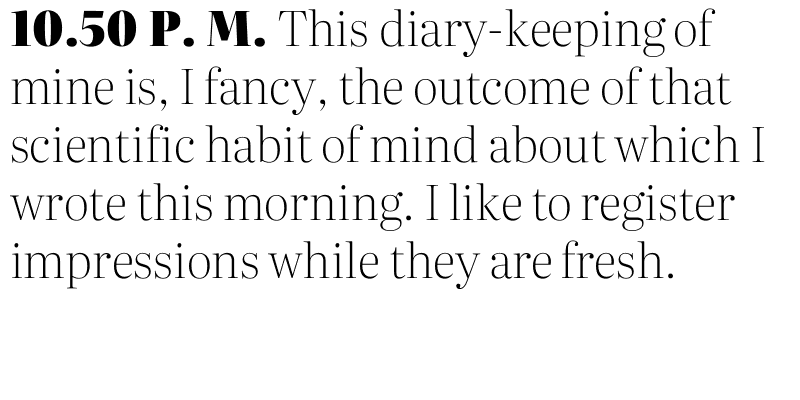 10.50 P. M. This diary-keeping of
mine is, I fancy, the outcome of that
scientific habit of mind about which I
wrote this morning. I like to register
impressions while they are fresh.